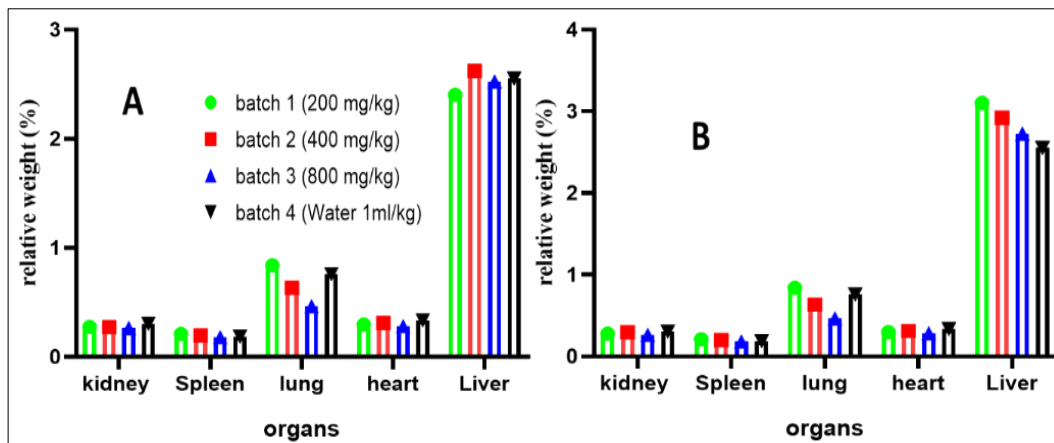 A
relative weight (%)
3
2
1
0
batch 1 (200 mg/kg)
batch 2 (400 mg/kg)
batch 3 (800 mg/kg)
batch 4 (Water 1ml/kg)
kidney Spleen lung heart Liver
organs
B
relative weight (%)
4
3
2
1
0
kidney Spleen lung heart Liver
organs